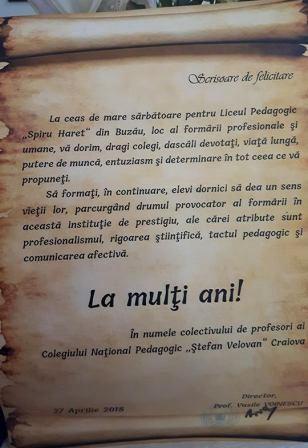 Scrisoare de felicitare
La ceas de mare sărbătoare pentru Liceul Pedagogic
„Spiru Haret" din Buzău, loc al formării profesionale şi
umane, vă dorim, dragi colegi, dascăli devotaţi, viaţă lungă,
putere de muncă, entuziasm şi determinare în tot ceea ce vă
propuneţi.
Să formaţi, în continuare, elevi dornici să dea un sens
vieţii lor, parcurgând drumul provocator al formării în
această instituţie de prestigiu, ale cărei atribute sunt
profesionalismul, rigoarea ştiinţifică, tactul pedagogic şi
comunicarea afectivă.
La mulţi ani!
În numele colectivului de profesori al
Colegiului Naţional Pedagogic „Ştefan Velovan" Craiova
Director,
27 Aprilie 2018 Prof. Vasile VOINESCU